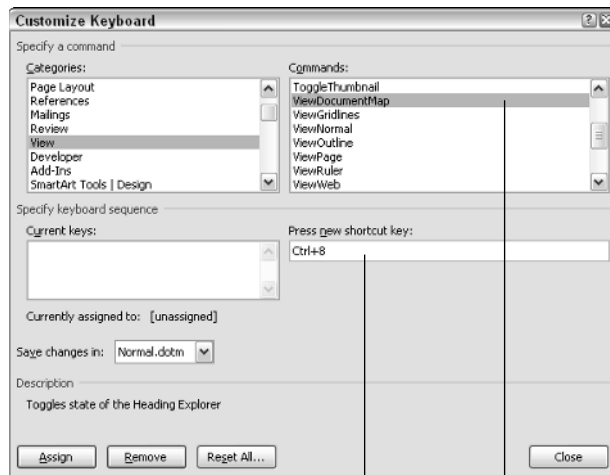 Customize Keyboard
Specify a command
Categories:
Commands:
Page Layout
References
Mailings
Review
View
Developer
Add-Ins
SmartArt Tools | Design
ToggleThumbnail
ViewDocumentMap
ViewGridlines
ViewNormal
ViewOutline
ViewPage
ViewRuler
ViewWeb
Specify keyboard sequence
Current keys:
Press new shortcut key:
Ctrl+8
Currently assigned to: [unassigned]
Save changes in: Normal.dotm
Description
Toggles state of the Heading Explorer
Assign Remove Reset All... Close